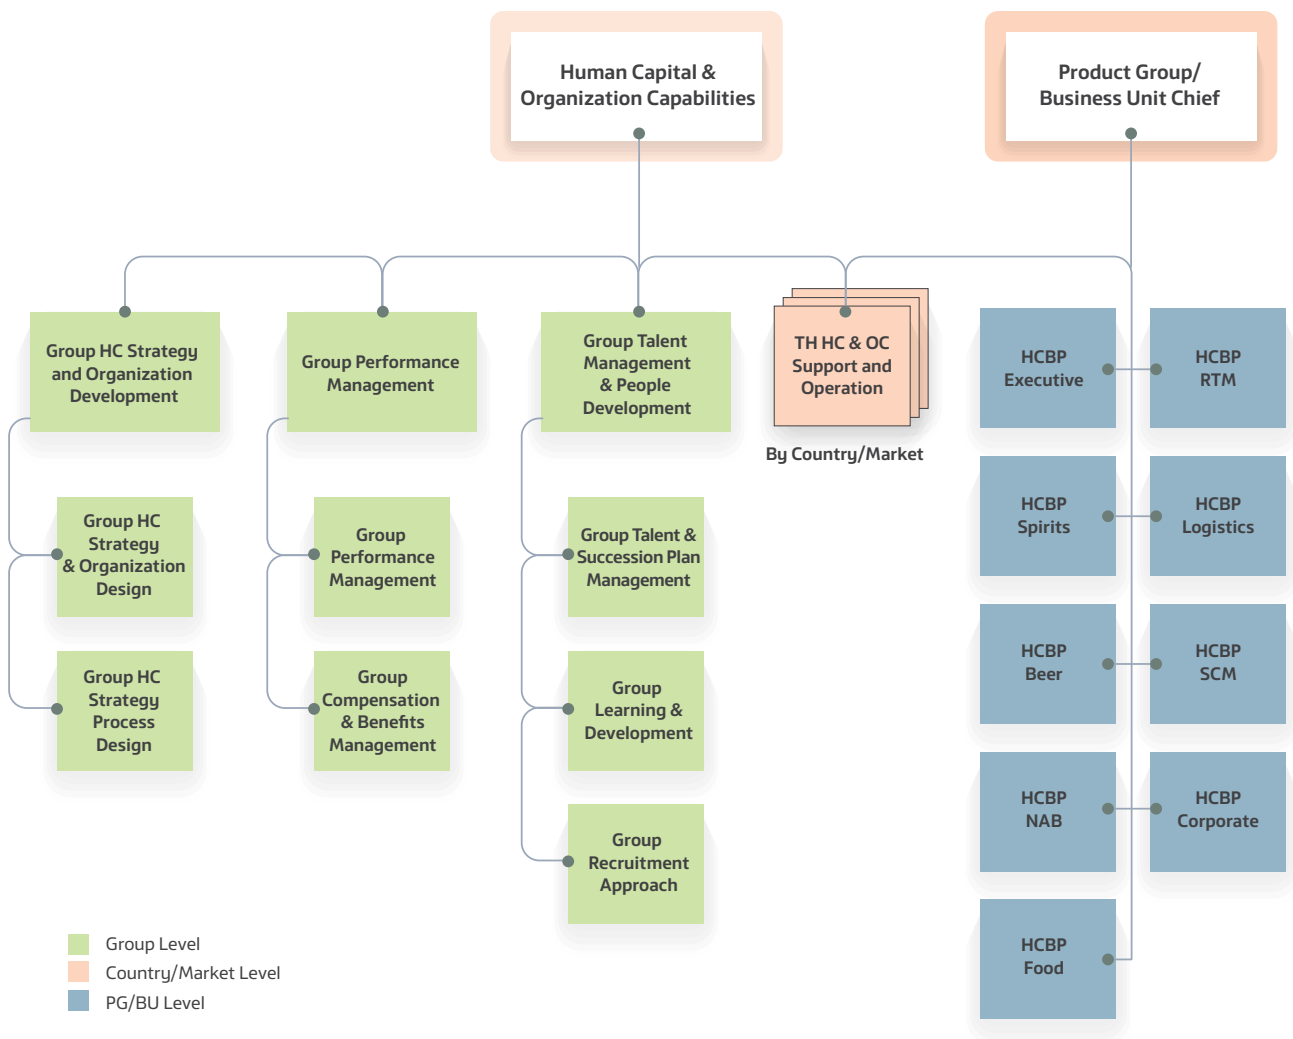 Human Capital &
Organization Capabilities
Product Group/
Business Unit Chief
Group HC Strategy
and Organization
Development
Group Performance
Management
Group Talent
Management
& People
Development
TH HC & OC
Support and
Operation
By Country/Market
Group HC
Strategy
& Organization
Design
Group HC
Strategy
Process
Design
Group
Performance
Management
Group
Compensation
& Benefits
Management
Group Talent &
Succession Plan
Management
Group
Learning &
Development
Group
Recruitment
Approach
HCBP
Executive
HCBP
RTM
HCBP
Spirits
HCBP
Logistics
HCBP
Beer
HCBP
SCM
HCBP
NAB
HCBP
Corporate
HCBP
Food
Group Level
Country/Market Level
PG/BU Level